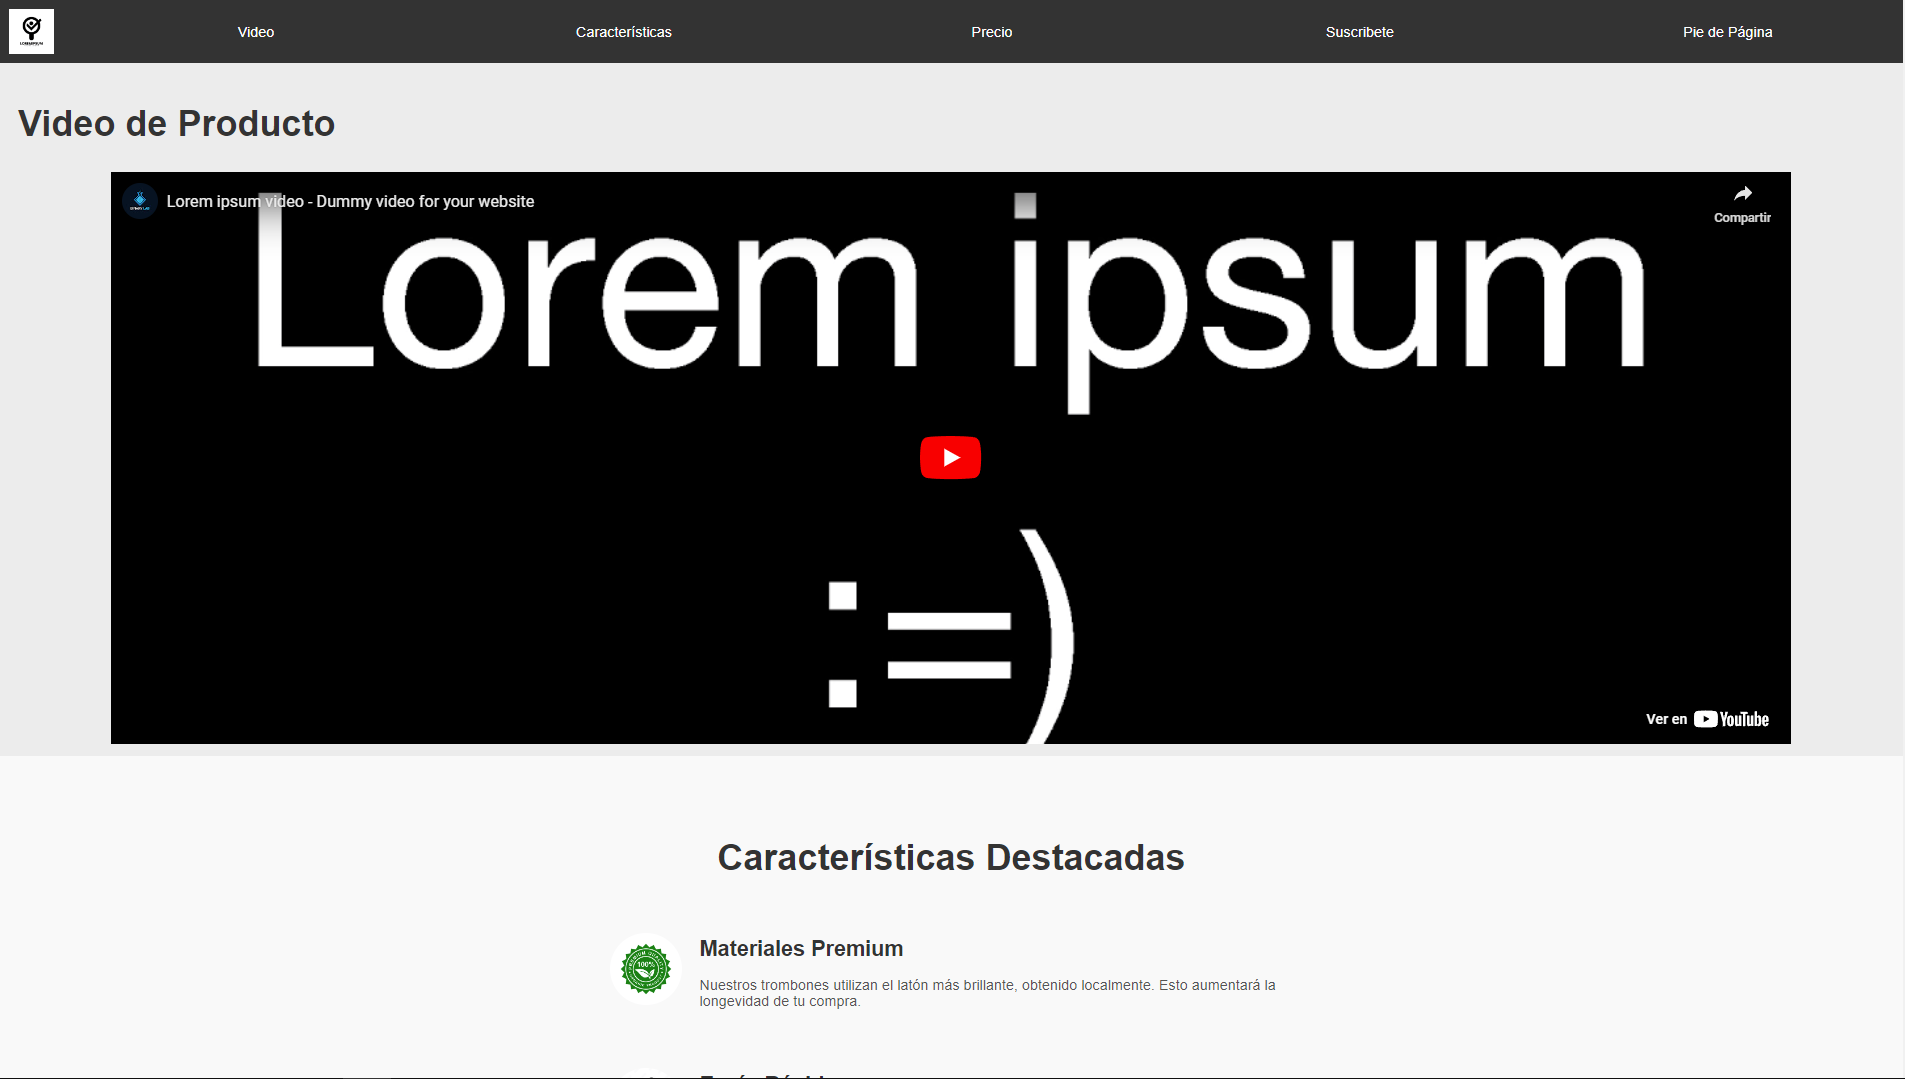 Video
Características
Precio
Suscribete
Pie de Página
Video de Producto
Lorem ipsum video - Dummy video for your website
Compartir
Lorem ipsum
:=)
Ver en YouTube
Características Destacadas
100%
Materiales Premium
Nuestros trombones utilizan el latón más brillante, obtenido localmente. Esto aumentará la
longevidad de tu compra.